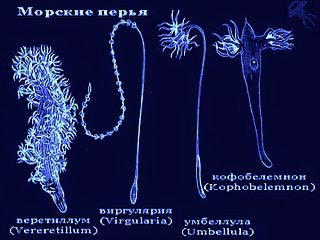 Морские перья
кофобелемнон
(Kophobelemnon)
веретиллум
(Vereretillum)
виргулярия
(Virgularia)
умбеллула
(Umbellula)